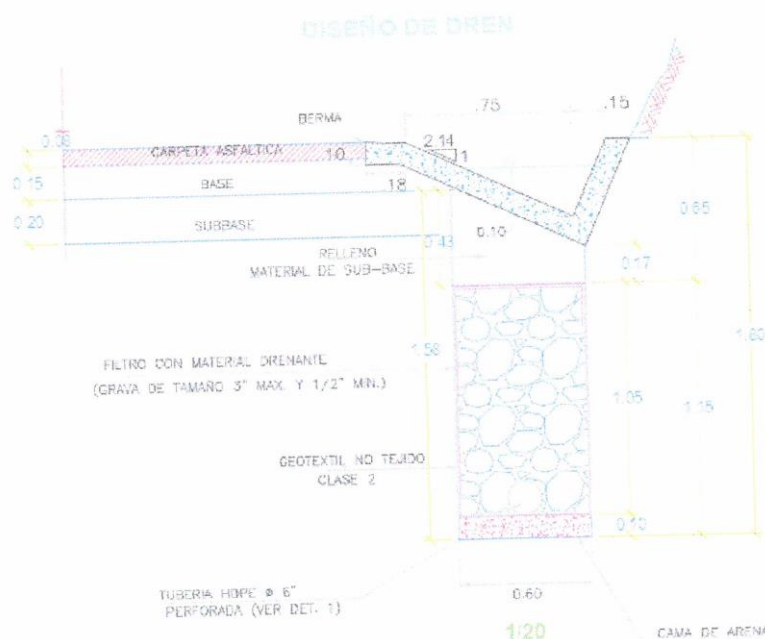 DISEÑO DE DREN
.75
.15
BERMA
0.08
CARPETA ASFALTICA
10
2.14
1
0.15
BASE
18
0.20
SUBBASE
0.43
0.10
0.65
RELLENO
MATERIAL DE SUB-BASE
0.17
1.58
1.80
FILTRO CON MATERIAL DRENANTE
(GRAVA DE TAMAÑO 3" MAX. Y 1/2" MIN.)
1.05
1.15
GEOTEXTIL NO TEJIDO
CLASE 2
0.10
TUBERIA HDPE Ø 6"
PERFORADA (VER DET. 1)
0.60
1/20
CAMA DE ARENA